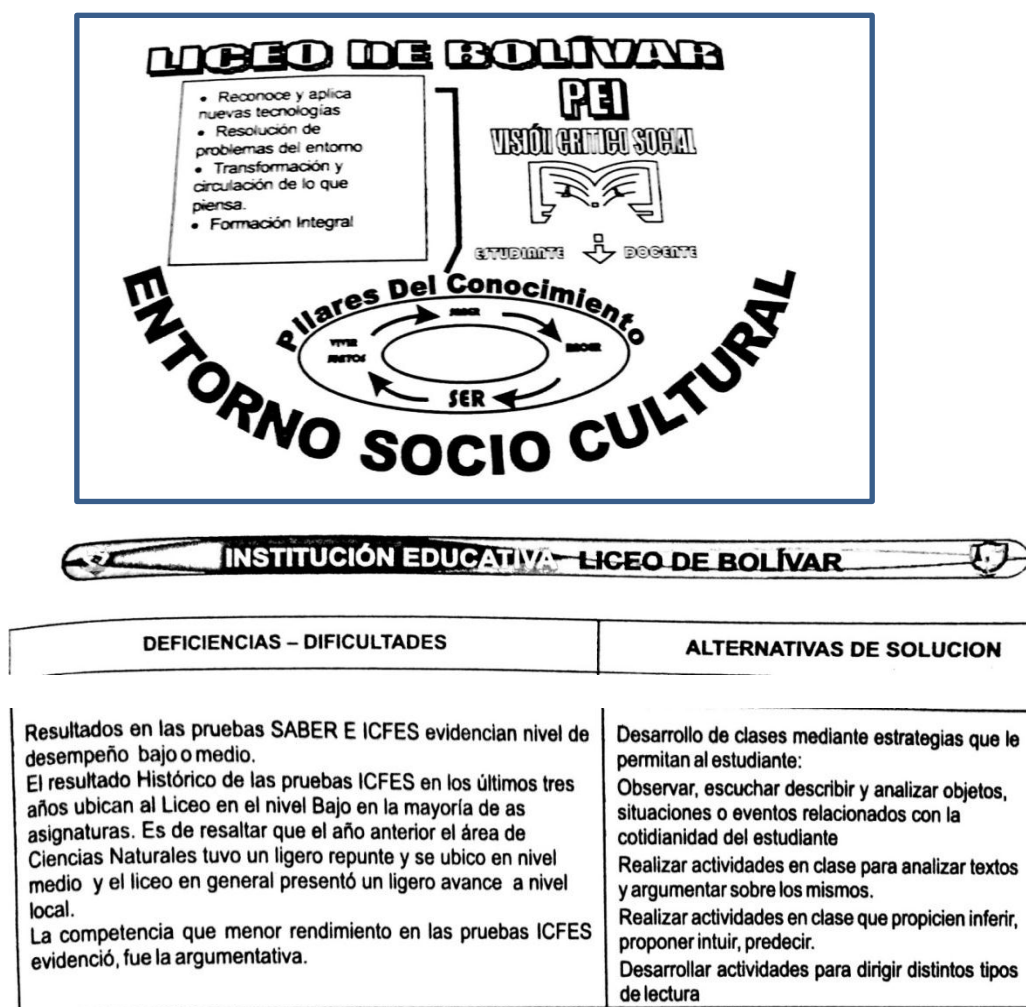 LICEO DE BOLÍVAR
• Reconoce y aplica
nuevas tecnologías
• Resolución de
problemas del entorno
• Transformación y
circulación de lo que
piensa.
• Formación Integral
PEI
VISIÓN CRITICO SOCIAL
ESTUDIANTE DOCENTE
Pilares Del Conocimiento
SABER
HACER
SER
VIVIR
JUNTOS
ENTORNO SOCIO CULTURAL
INSTITUCIÓN EDUCATIVA LICEO DE BOLÍVAR
DEFICIENCIAS – DIFICULTADES
Resultados en las pruebas SABER E ICFES evidencian nivel de
desempeño bajo o medio.
El resultado Histórico de las pruebas ICFES en los últimos tres
años ubican al Liceo en el nivel Bajo en la mayoría de as
asignaturas. Es de resaltar que el año anterior el área de
Ciencias Naturales tuvo un ligero repunte y se ubico en nivel
medio y el liceo en general presentó un ligero avance a nivel
local.
La competencia que menor rendimiento en las pruebas ICFES
evidenció, fue la argumentativa.
ALTERNATIVAS DE SOLUCION
Desarrollo de clases mediante estrategias que le
permitan al estudiante:
Observar, escuchar describir y analizar objetos,
situaciones o eventos relacionados con la
cotidianidad del estudiante
Realizar actividades en clase para analizar textos
y argumentar sobre los mismos.
Realizar actividades en clase que propicien inferir,
proponer intuir, predecir.
Desarrollar actividades para dirigir distintos tipos
de lectura